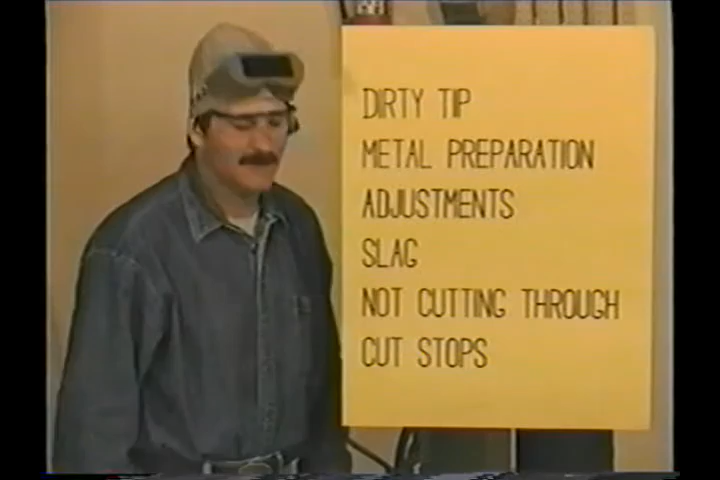 DIRTY TIP
METAL PREPARATION
ADJUSTMENTS
SLAG
NOT CUTTING THROUGH
CUT STOPS